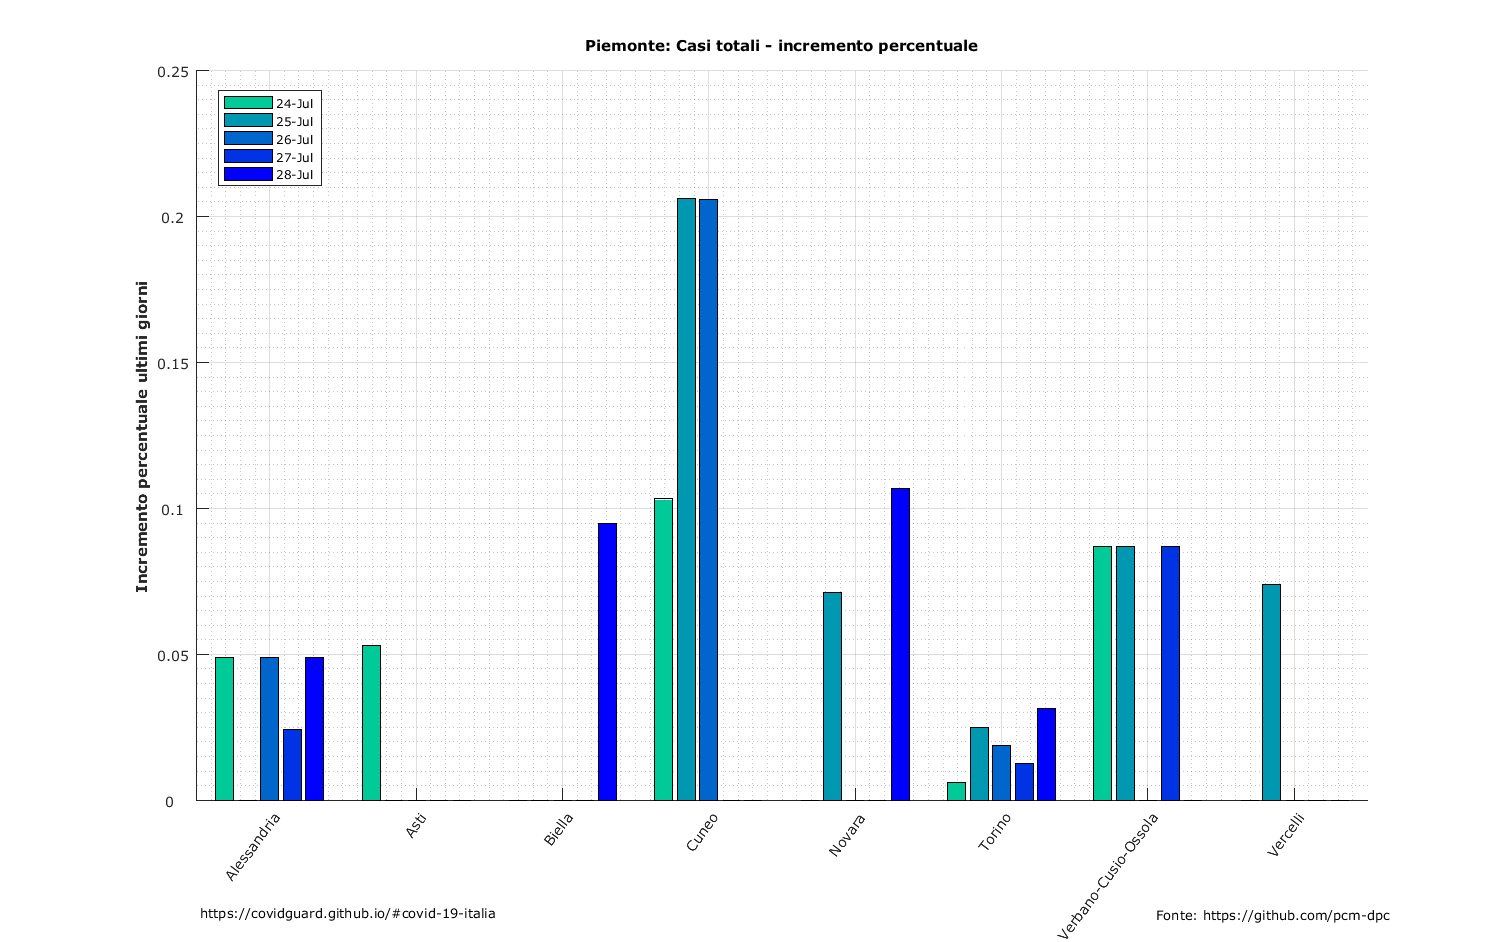 Piemonte: Casi totali - incremento percentuale
0.25
0.2
0.15
0.1
0.05
0
Incremento percentuale ultimi giorni
24-Jul
25-Jul
26-Jul
27-Jul
28-Jul
Alessandria
Asti
Biella
Cuneo
Novara
Torino
Verbano-Cusio-Ossola
Vercelli
https://covidguard.github.io/#covid-19-italia
Fonte: https://github.com/pcm-dpc